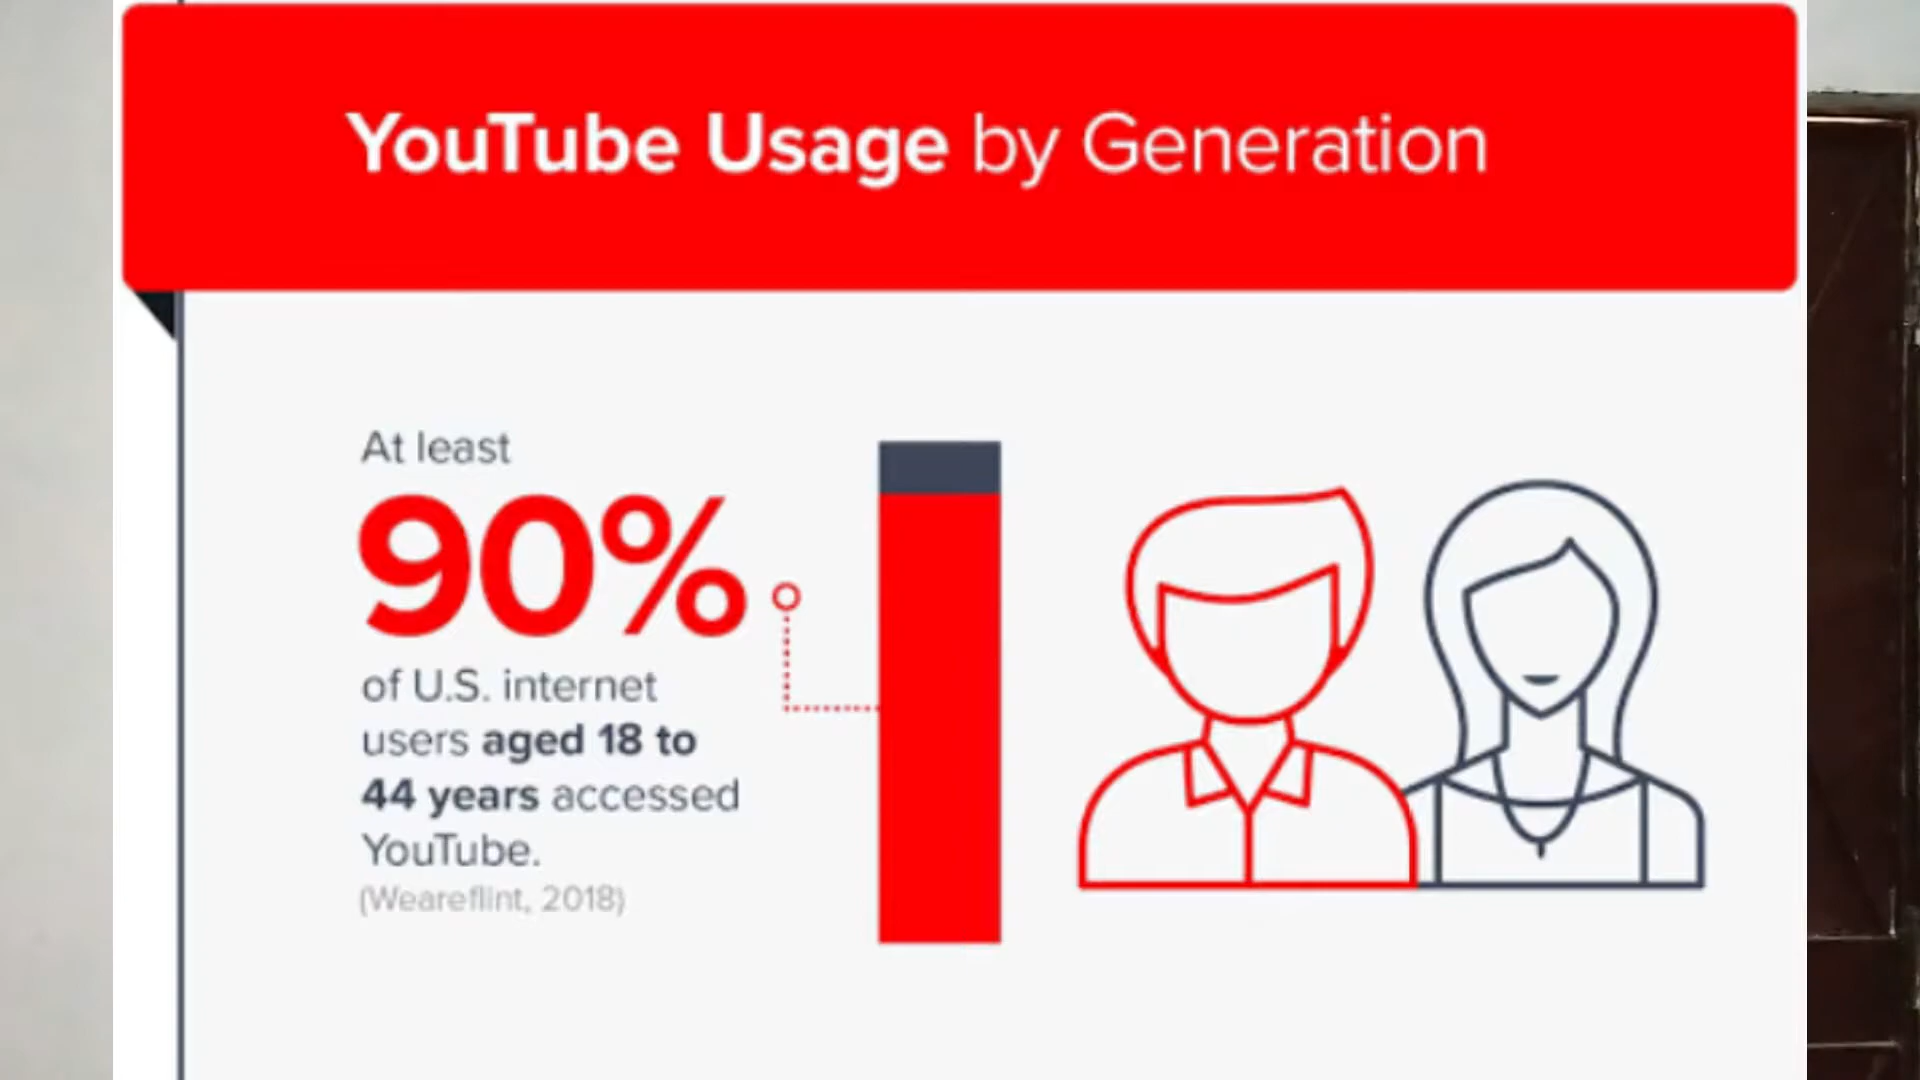 YouTube Usage by Generation
At least
90%
of U.S. internet
users aged 18 to
44 years accessed
YouTube.
(Weareflint, 2018)